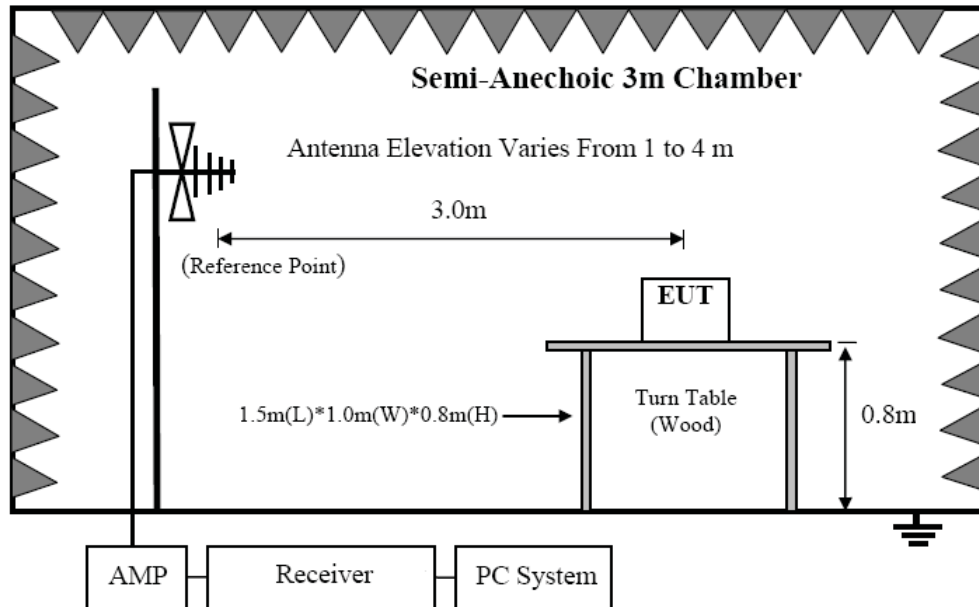 Semi-Anechoic 3m Chamber
Antenna Elevation Varies From 1 to 4 m
3.0m
(Reference Point)
EUT
1.5m(L)*1.0m(W)*0.8m(H)
Turn Table
(Wood)
0.8m
AMP
Receiver
PC System